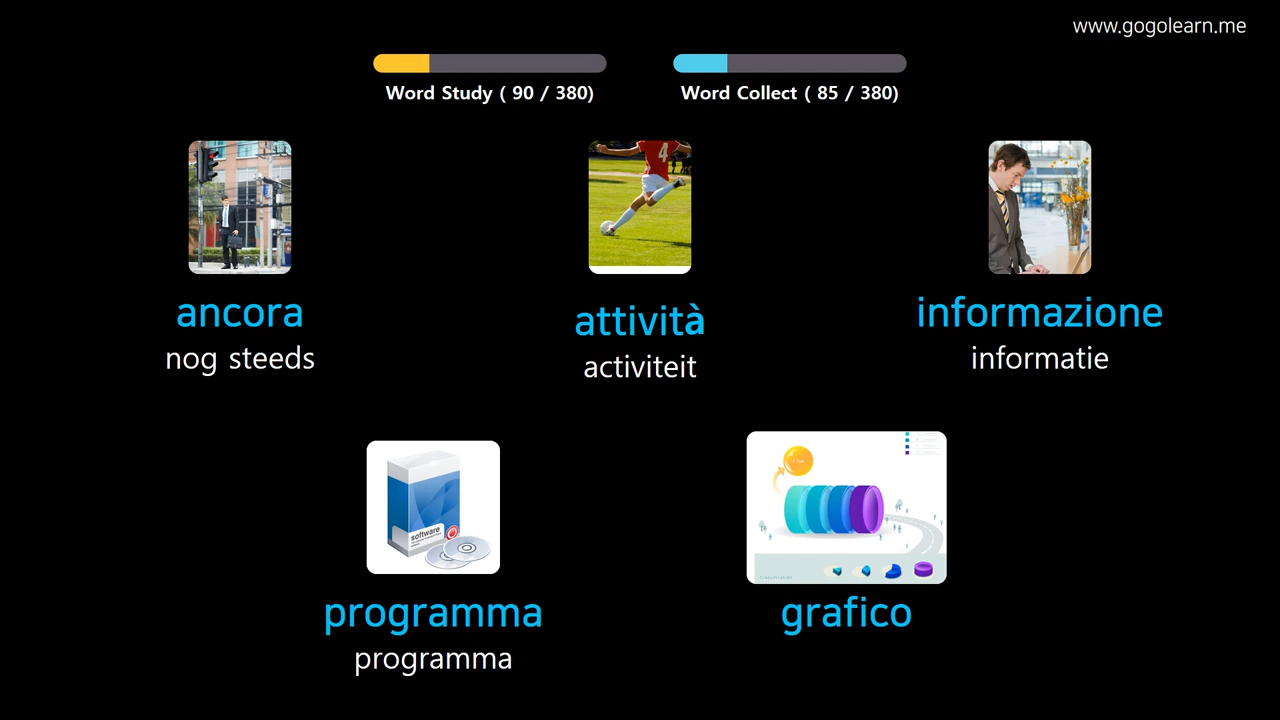 www.gogolearn.me
Word Study ( 90 / 380)
Word Collect ( 85 / 380)
ancora
nog steeds
attività
activiteit
informazione
informatie
software
programma
programma
grafico